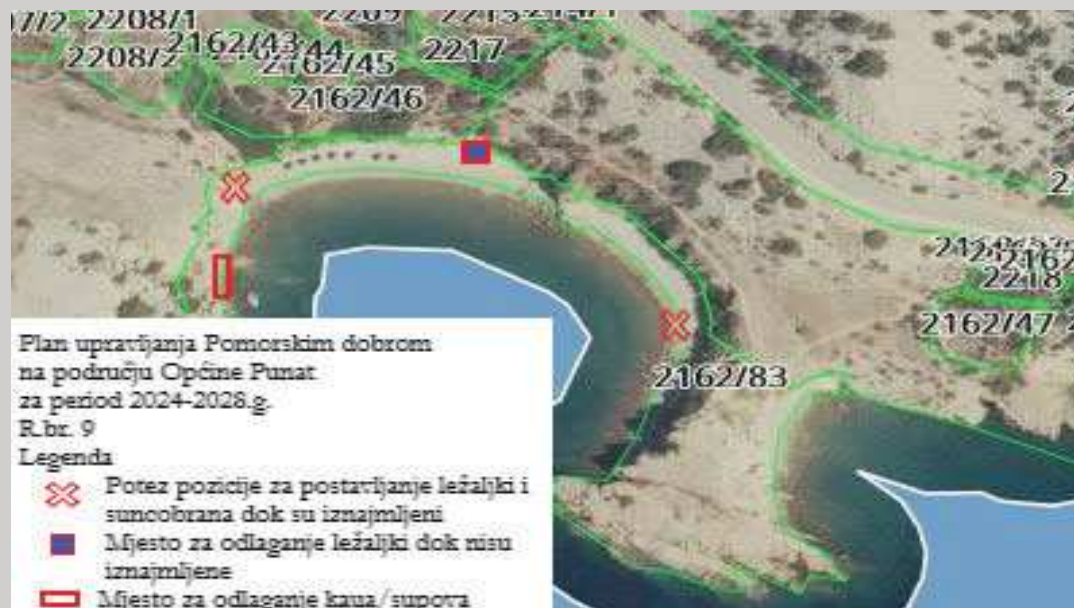 2208/1
2162/43
2217
2208/2
2162/45
2162/46
2218
2162/47
2162/83
Plan upravljanja Pomorskim dobrom
na području Općine Punat
za period 2024-2028.g.
R.br. 9
Legenda
Potez pozicije za postavljanje ležaljki i
suncobrana dok su iznajmljeni
Mjesto za odlaganje ležaljki dok nisu
iznajmljene
Mjesto za odlaganje kaua/supova